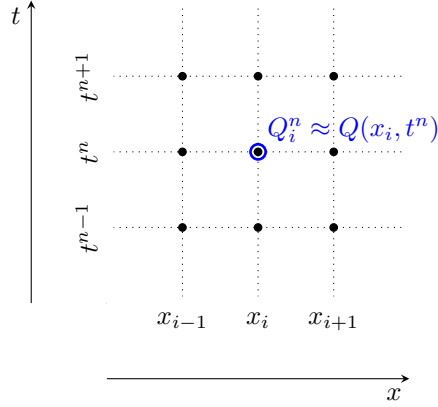 t
t^{n+1}
Q_i^n ≈ Q(x_i, t^n)
t^n
t^{n-1}
x_{i-1} x_i x_{i+1}
x